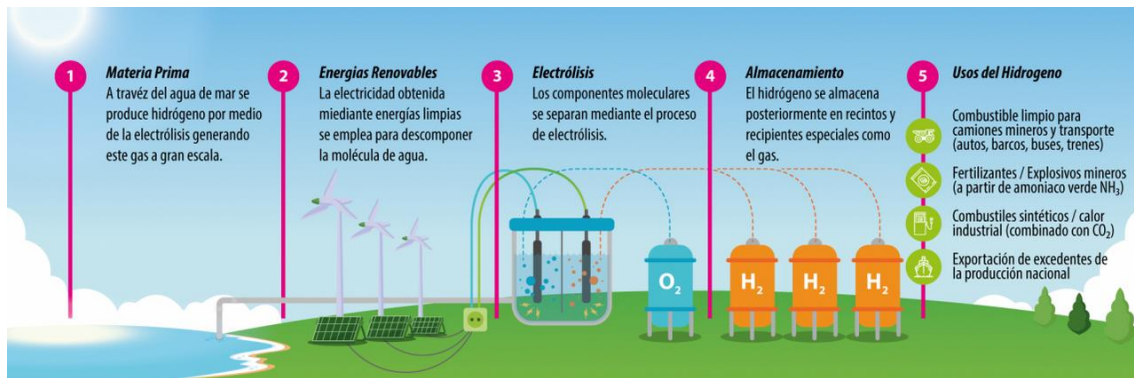 1
Materia Prima
A travéz del agua de mar se
produce hidrógeno por medio
de la electrólisis generando
este gas a gran escala.
2
Energias Renovables
La electricidad obtenida
miediante energías limpias
se emplea para descomponer
la molécula de agua.
3
Electrólisis
Los componentes moleculares
se separan mediante el proceso
de electrólisis.
4
Almacenamiento
El hidrógeno se almacena
posteriormente en recintos y
recipientes especiales como
el gas.
5
Usos del Hidrogeno
Combustible limpio para
camiones mineros y transporte
(autos, barcos, buses, trenes)
Fertilizantes / Explosivos mineros
(a partir de amoniaco verde NH₃)
Combustiles sintéticos / calor
industrial (combinado con CO₂)
Exportación de excedentes de
la producción nacional
O₂
H₂
H₂
H₂